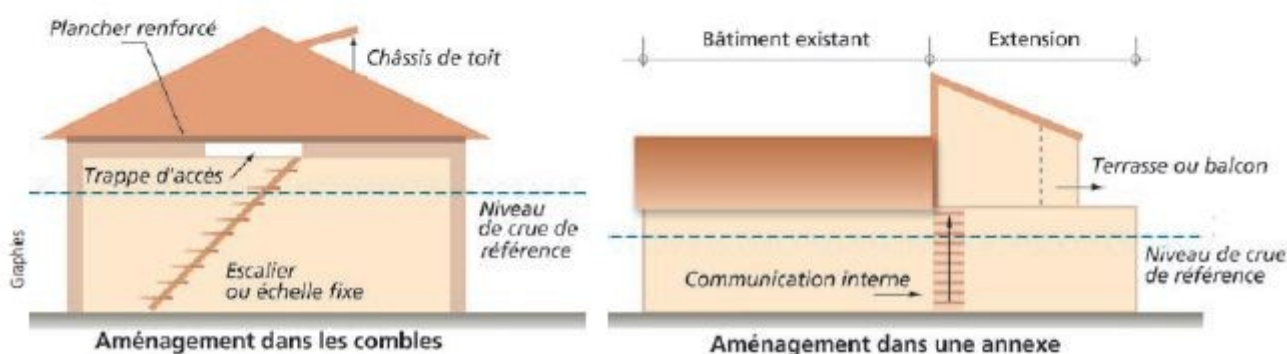 Plancher renforcé
Châssis de toit
Trappe d'accès
Niveau
de crue de
référence
Escalier
ou échelle fixe
Graphies
Aménagement dans les combles
Bâtiment existant
Extension
Terrasse ou balcon
Niveau de crue
de référence
Communication interne
Aménagement dans une annexe